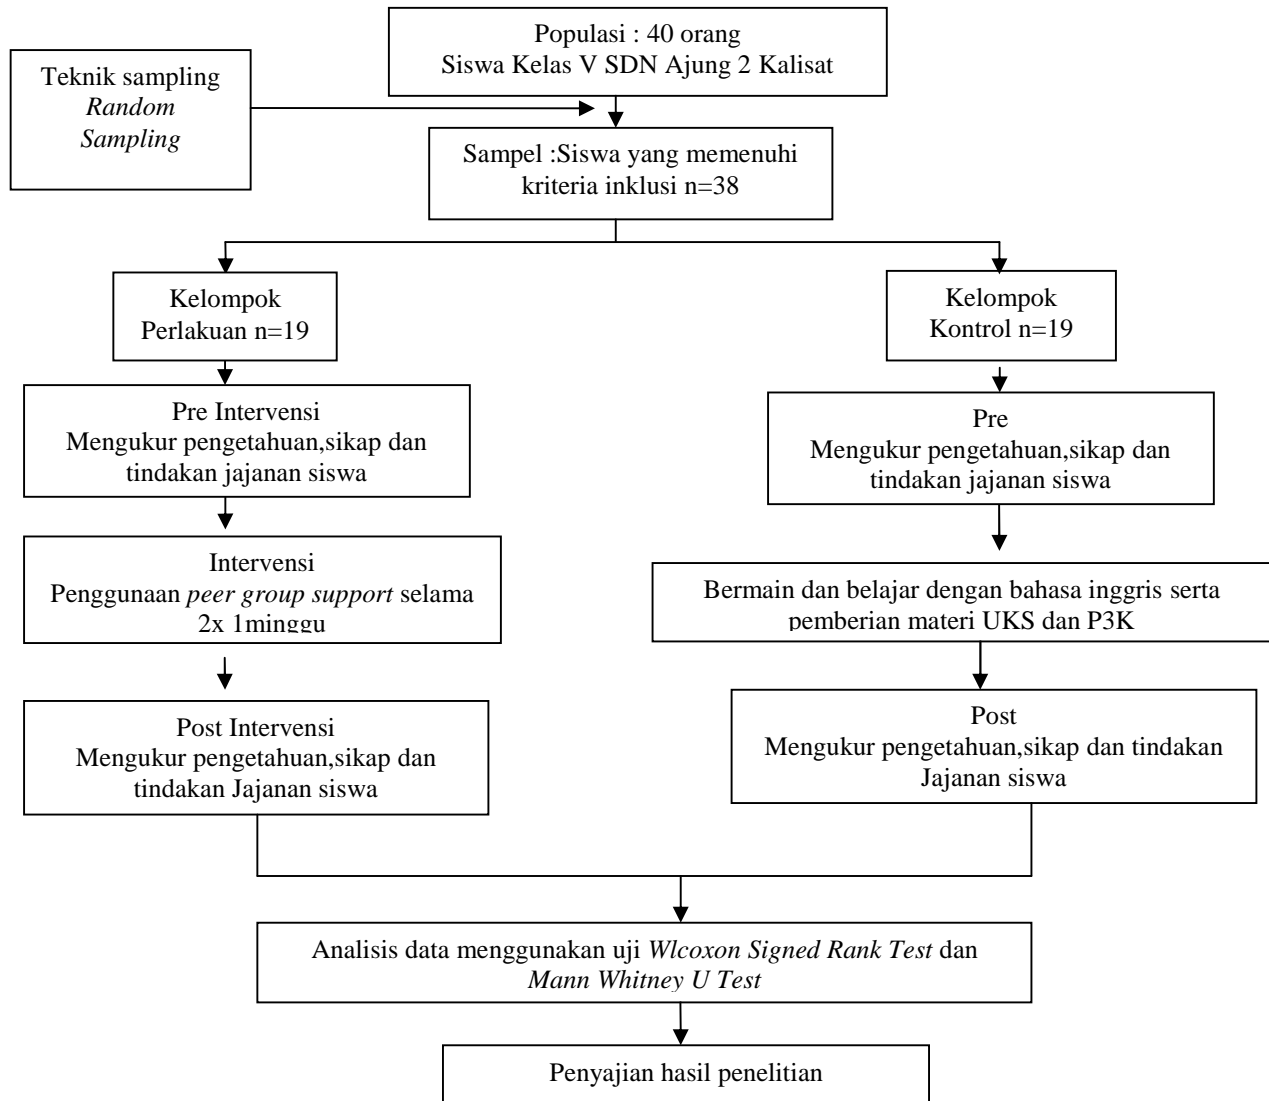 Populasi : 40 orang
Siswa Kelas V SDN Ajung 2 Kalisat
Teknik sampling
Random
Sampling
Sampel :Siswa yang memenuhi
kriteria inklusi n=38
Kelompok
Perlakuan n=19
Kelompok
Kontrol n=19
Pre Intervensi
Mengukur pengetahuan,sikap dan
tindakan jajanan siswa
Pre
Mengukur pengetahuan,sikap dan
tindakan jajanan siswa
Intervensi
Penggunaan peer group support selama
2x 1minggu
Bermain dan belajar dengan bahasa inggris serta
pemberian materi UKS dan P3K
Post Intervensi
Mengukur pengetahuan,sikap dan
tindakan Jajanan siswa
Post
Mengukur pengetahuan,sikap dan tindakan
Jajanan siswa
Analisis data menggunakan uji Wlcoxon Signed Rank Test dan
Mann Whitney U Test
Penyajian hasil penelitian